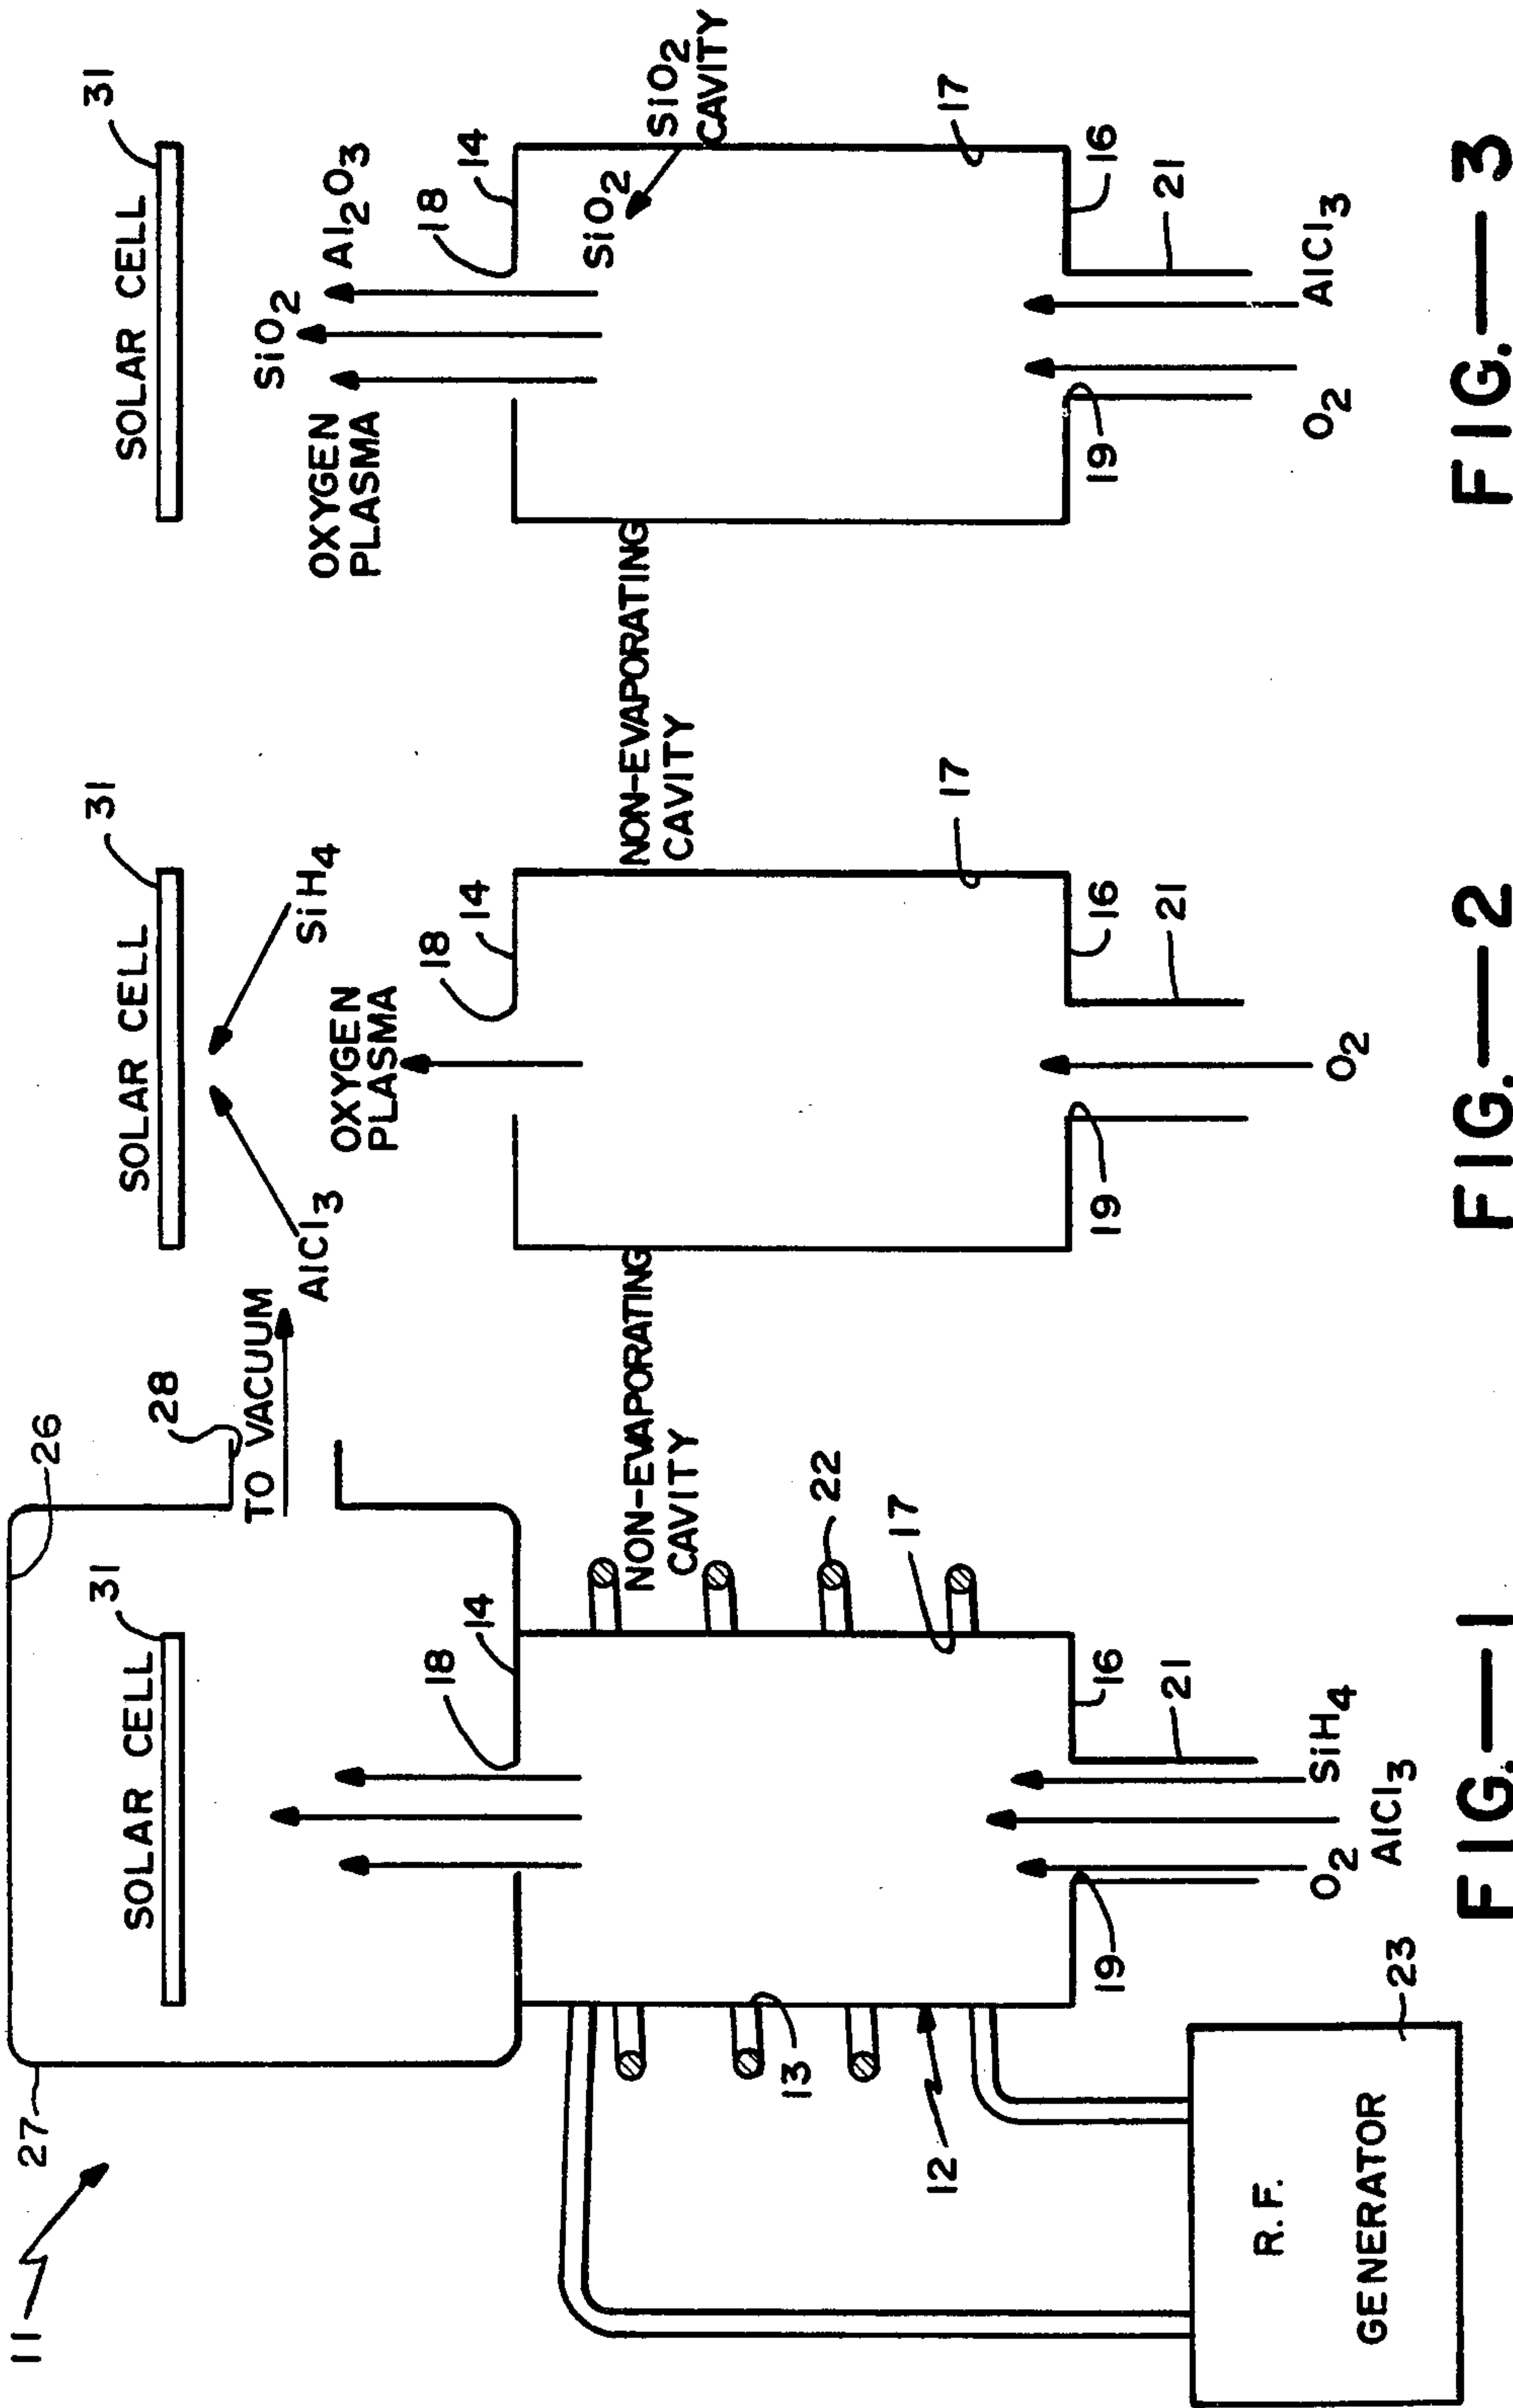 11
27
26
SOLAR CELL
31
28
TO VACUUM
18
14
NON-EVAPORATING
CAVITY
22
13
17
12
16
19
21
O2
AlCl3
SiH4
R.F.
GENERATOR
23
FIG.—1
SOLAR CELL
31
AlCl3
SiH4
OXYGEN
PLASMA
18
14
NON-EVAPORATING
CAVITY
17
16
19
21
O2
FIG.—2
SOLAR CELL
31
OXYGEN
PLASMA
SiO2
Al2O3
18
14
SiO2
SiO2
CAVITY
17
16
19
21
O2
AlCl3
FIG.—3